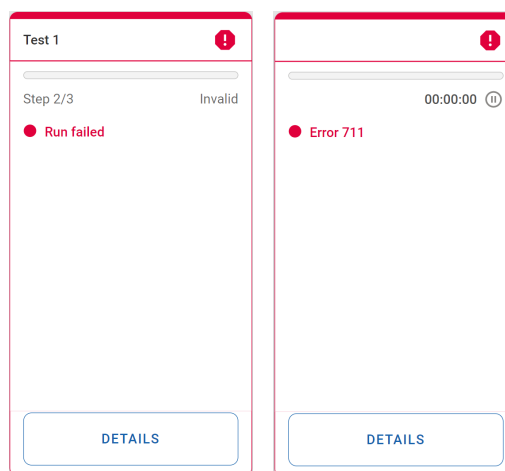 Test 1
Step 2/3 Invalid
Run failed
DETAILS
00:00:00
Error 711
DETAILS